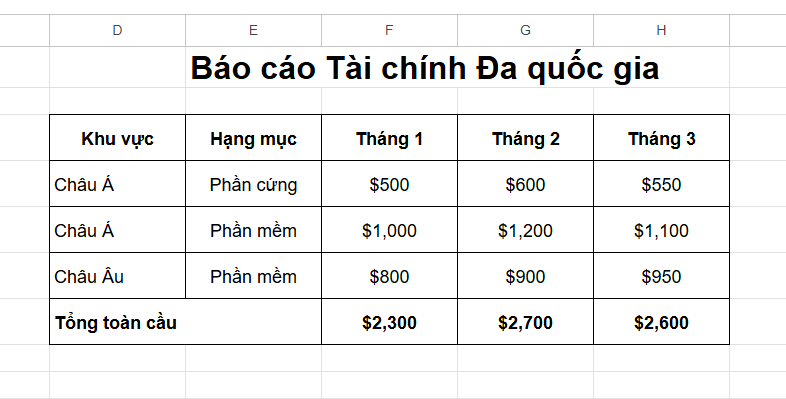 D E F G H
Báo cáo Tài chính Đa quốc gia
Khu vực Hạng mục Tháng 1 Tháng 2 Tháng 3
Châu Á Phần cứng $500 $600 $550
Châu Á Phần mềm $1,000 $1,200 $1,100
Châu Âu Phần mềm $800 $900 $950
Tổng toàn cầu $2,300 $2,700 $2,600